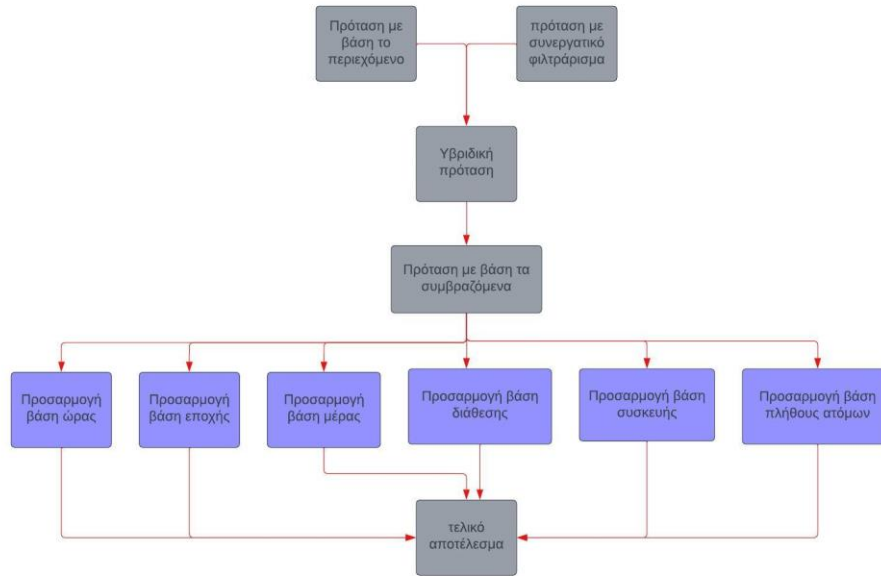 Πρόταση με
βάση το
περιεχόμενο
πρόταση με
συνεργατικό
φιλτράρισμα
Υβριδική
πρόταση
Πρόταση με βάση τα
συμβραζόμενα
Προσαρμογή
βάση ώρας
Προσαρμογή
βάση εποχής
Προσαρμογή
βάση μέρας
Προσαρμογή βάση
διάθεσης
Προσαρμογή βάση
συσκευής
Προσαρμογή βάση
πλήθους ατόμων
τελικό
αποτέλεσμα